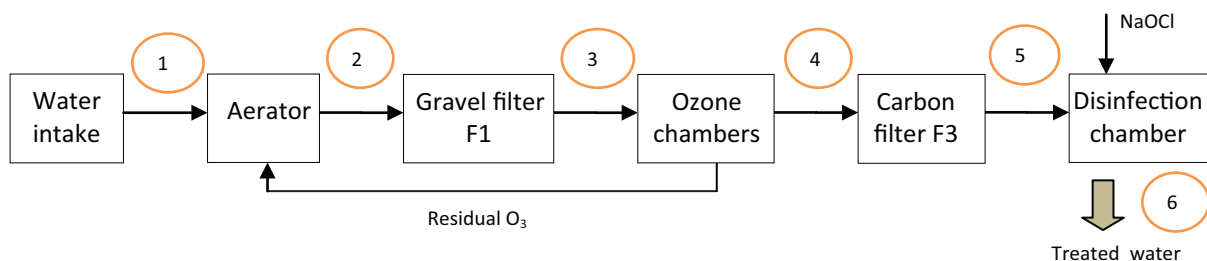 NaOCl
1
2
3
4
5
Water
intake
Aerator
Gravel filter
F1
Ozone
chambers
Carbon
filter F3
Disinfection
chamber
6
Residual O₃
Treated water